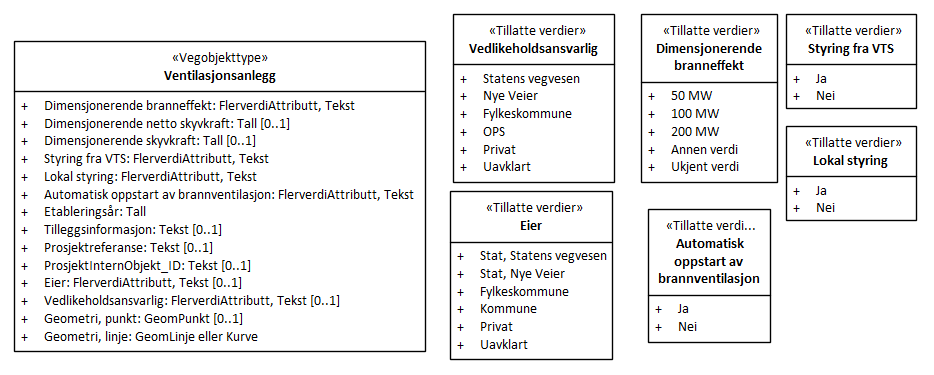 «Vegobjekttype»
Ventilasjonsanlegg
+ Dimensjonerende branneffekt: FlerverdiAttributt, Tekst
+ Dimensjonerende netto skyvkraft: Tall [0..1]
+ Dimensjonerende skyvkraft: Tall [0..1]
+ Styring fra VTS: FlerverdiAttributt, Tekst
+ Lokal styring: FlerverdiAttributt, Tekst
+ Automatisk oppstart av brannventilasjon: FlerverdiAttributt, Tekst
+ Etableringsår: Tall
+ Tilleggsinformasjon: Tekst [0..1]
+ Prosjektreferanse: Tekst [0..1]
+ ProsjektInternObjekt_ID: Tekst [0..1]
+ Eier: FlerverdiAttributt, Tekst [0..1]
+ Vedlikeholdsansvarlig: FlerverdiAttributt, Tekst [0..1]
+ Geometri, punkt: GeomPunkt [0..1]
+ Geometri, linje: GeomLinje eller Kurve
«Tillatte verdier»
Vedlikeholdsansvarlig
+ Statens vegvesen
+ Nye Veier
+ Fylkeskommune
+ OPS
+ Privat
+ Uavklart
«Tillatte verdier»
Eier
+ Stat, Statens vegvesen
+ Stat, Nye Veier
+ Fylkeskommune
+ Kommune
+ Privat
+ Uavklart
«Tillatte verdier»
Dimensjonerende
branneffekt
+ 50 MW
+ 100 MW
+ 200 MW
+ Annen verdi
+ Ukjent verdi
«Tillatte verdi...
Automatisk
oppstart av
brannventilasjon
+ Ja
+ Nei
«Tillatte verdier»
Styring fra VTS
+ Ja
+ Nei
«Tillatte verdier»
Lokal styring
+ Ja
+ Nei